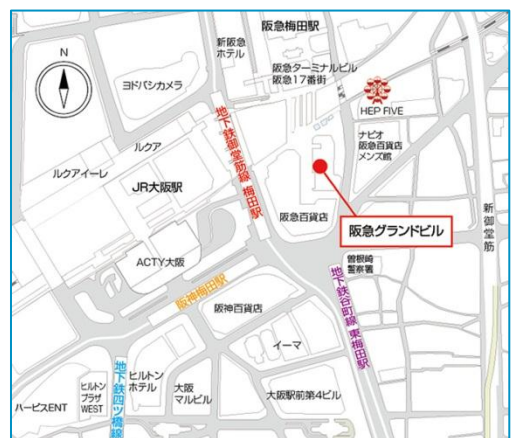 阪急梅田駅
新阪急
ホテル
N
阪急ターミナルビル
阪急17番街
ヨドバシカメラ
HEP FIVE
地下鉄御堂筋線 梅田駅
ナビオ
阪急百貨店
メンズ館
ルクア
ルクアイーレ
JR大阪駅
阪急百貨店
新御堂筋
阪急グランドビル
ACTY大阪
曽根崎
警察署
阪神梅田駅
地下鉄谷町線 東梅田駅
阪神百貨店
イーマ
地下鉄四ツ橋線
ヒルトン
ホテル
ヒルトン
プラザ
WEST
大阪
マルビル
大阪駅前第4ビル
ハービスENT